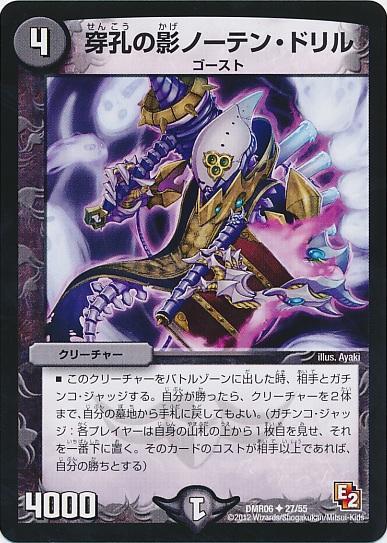 4
せんこう かげ
穿孔の影ノーテン・ドリル
ゴースト
illus. Ayaki
クリーチャー
■ このクリーチャーをバトルゾーンに出した時、相手とガチ
ンコ・ジャッジする。自分が勝ったら、クリーチャーを2体
まで、自分の墓地から手札に戻してもよい。(ガチンコ・ジャッ
ジ:各プレイヤーは自身の山札の上から1枚目を見せ、それ
を一番下に置く。そのカードのコストが相手以上であれば、
自分の勝ちとする)
4000
E2
DMR06 ♦ 27/55
©2012 Wizards/Shogakukan/Mitsui-Kids